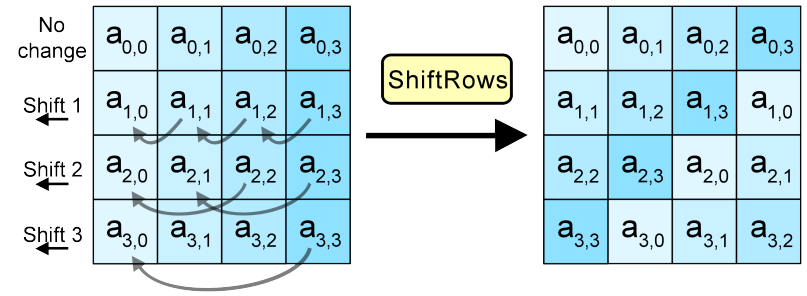 No
change
a0,0 a0,1 a0,2 a0,3
Shift 1
a1,0 a1,1 a1,2 a1,3
Shift 2
a2,0 a2,1 a2,2 a2,3
Shift 3
a3,0 a3,1 a3,2 a3,3
ShiftRows
a0,0 a0,1 a0,2 a0,3
a1,1 a1,2 a1,3 a1,0
a2,2 a2,3 a2,0 a2,1
a3,3 a3,0 a3,1 a3,2